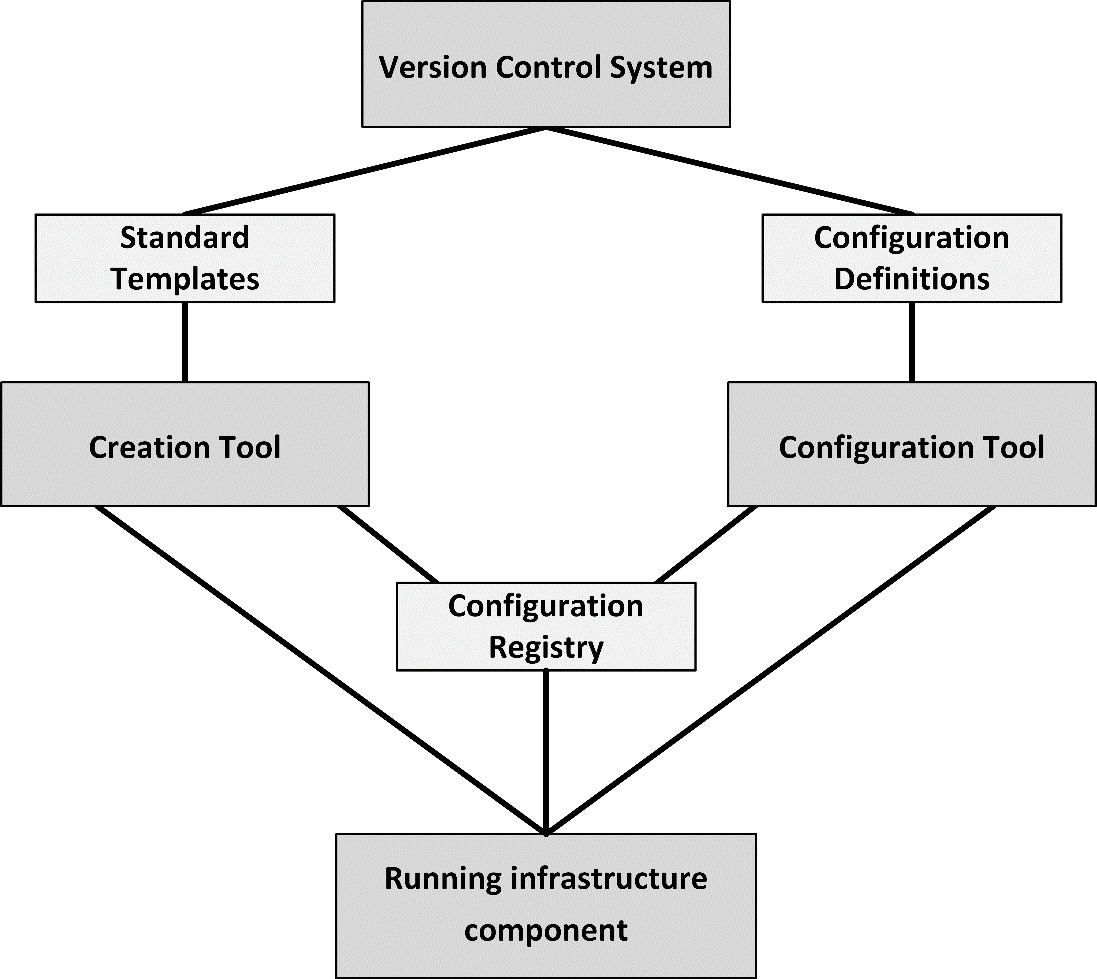 Version Control System
Standard
Templates
Configuration
Definitions
Creation Tool
Configuration Tool
Configuration
Registry
Running infrastructure
component